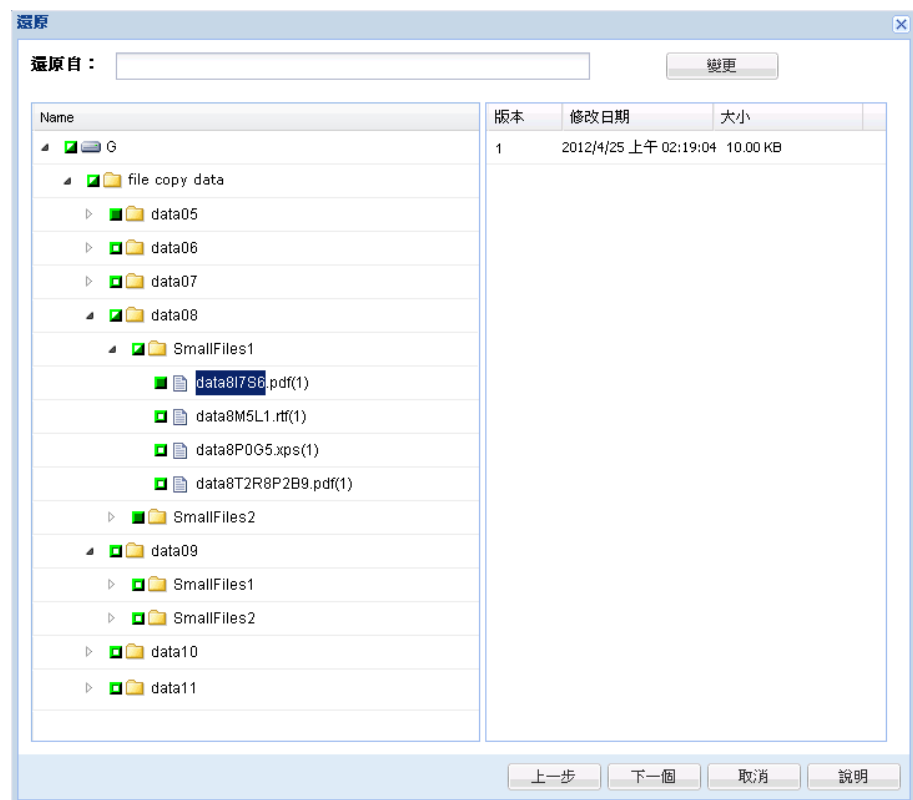 還原
還原自： 變更
Name
G
file copy data
data05
data06
data07
data08
SmallFiles1
data8I7S6.pdf(1)
data8M5L1.rtf(1)
data8P0G5.xps(1)
data8T2R8P2B9.pdf(1)
SmallFiles2
data09
SmallFiles1
SmallFiles2
data10
data11
版本 修改日期 大小
1 2012/4/25 上午 02:19:04 10.00 KB
上一步 下一個 取消 說明